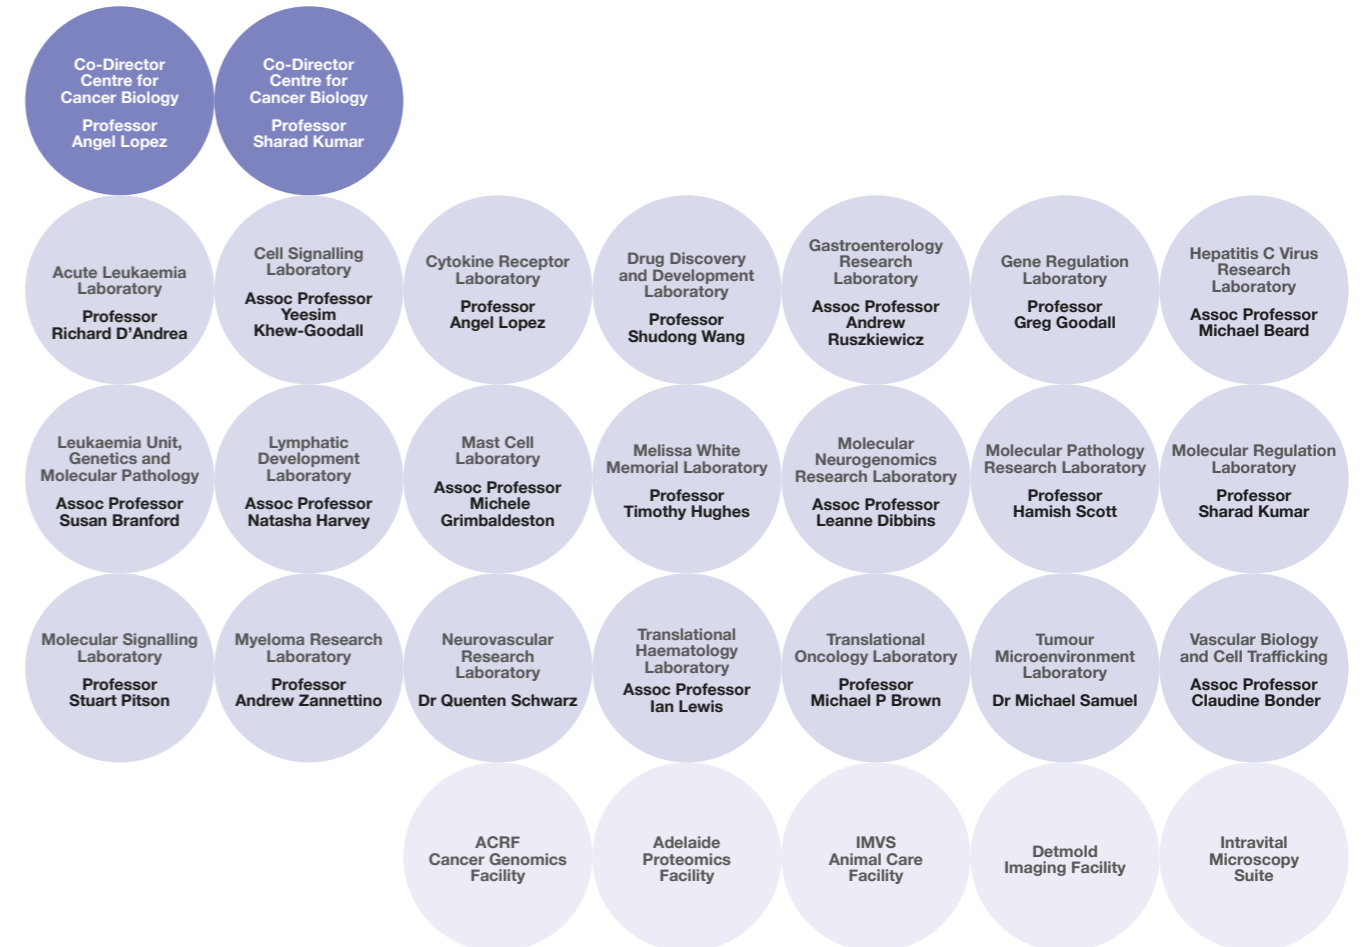 Co-Director
Centre for
Cancer Biology
Professor
Angel Lopez
Co-Director
Centre for
Cancer Biology
Professor
Sharad Kumar
Acute Leukaemia
Laboratory
Professor
Richard D'Andrea
Cell Signalling
Laboratory
Assoc Professor
Yeesim
Khew-Goodall
Cytokine Receptor
Laboratory
Professor
Angel Lopez
Drug Discovery
and Development
Laboratory
Professor
Shudong Wang
Gastroenterology
Research
Laboratory
Assoc Professor
Andrew
Ruszkiewicz
Gene Regulation
Laboratory
Professor
Greg Goodall
Hepatitis C Virus
Research
Laboratory
Assoc Professor
Michael Beard
Leukaemia Unit,
Genetics and
Molecular Pathology
Assoc Professor
Susan Branford
Lymphatic
Development
Laboratory
Assoc Professor
Natasha Harvey
Mast Cell
Laboratory
Assoc Professor
Michele
Grimbaldeston
Melissa White
Memorial Laboratory
Professor
Timothy Hughes
Molecular
Neurogenomics
Research Laboratory
Assoc Professor
Leanne Dibbins
Molecular Pathology
Research Laboratory
Professor
Hamish Scott
Molecular Regulation
Laboratory
Professor
Sharad Kumar
Molecular Signalling
Laboratory
Professor
Stuart Pitson
Myeloma Research
Laboratory
Professor
Andrew Zannettino
Neurovascular
Research
Laboratory
Dr Quenten Schwarz
Translational
Haematology
Laboratory
Assoc Professor
Ian Lewis
Translational
Oncology Laboratory
Professor
Michael P Brown
Tumour
Microenvironment
Laboratory
Dr Michael Samuel
Vascular Biology
and Cell Trafficking
Assoc Professor
Claudine Bonder
ACRF
Cancer Genomics
Facility
Adelaide
Proteomics
Facility
IMVS
Animal Care
Facility
Detmold
Imaging Facility
Intravital
Microscopy
Suite